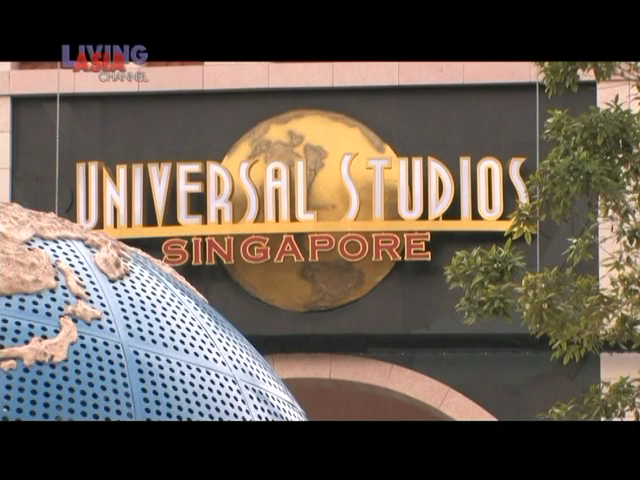 LIVING
ASIA
CHANNEL
UNIVERSAL STUDIOS
SINGAPORE